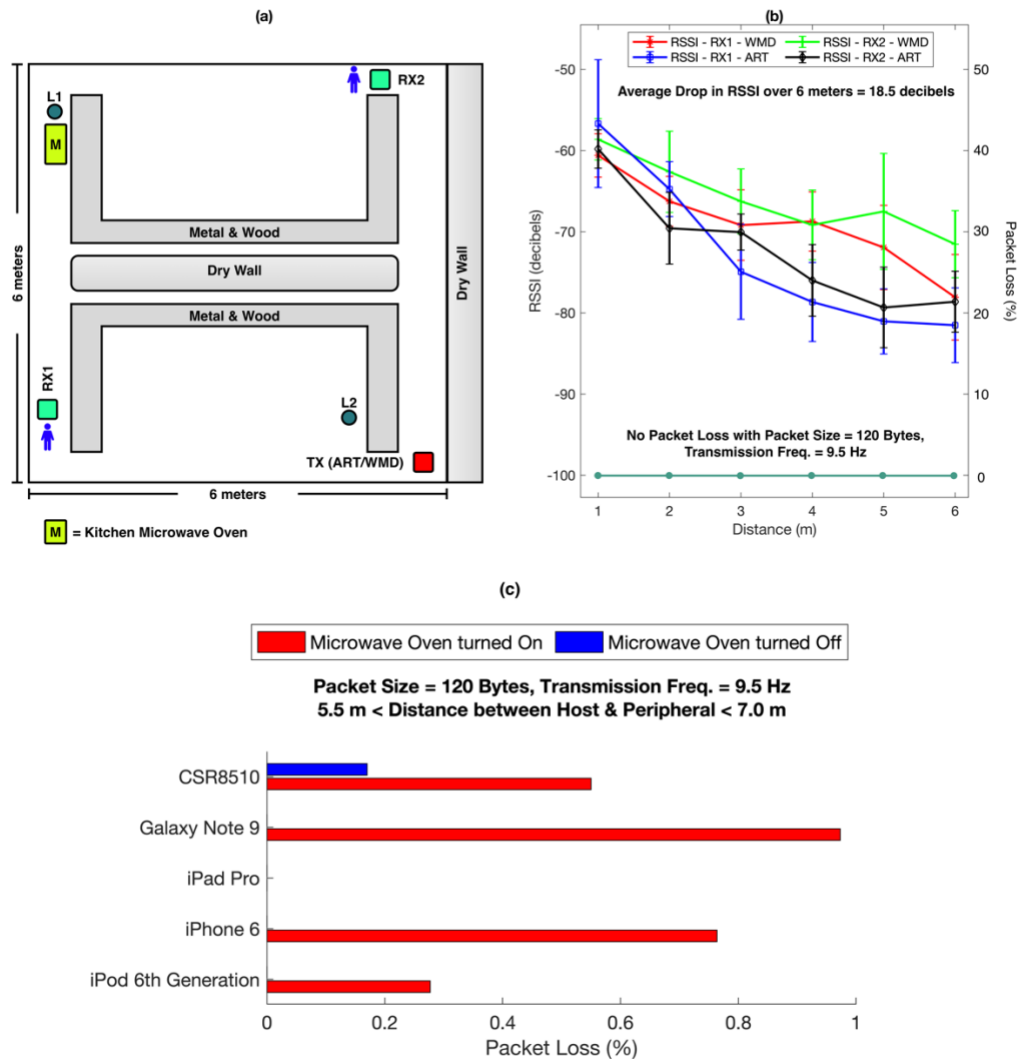 (a)
L1
M
RX2
Metal & Wood
Dry Wall
Metal & Wood
Dry Wall
6 meters
RX1
L2
TX (ART/WMD)
6 meters
M = Kitchen Microwave Oven
(b)
RSSI - RX1 - WMD
RSSI - RX2 - WMD
RSSI - RX1 - ART
RSSI - RX2 - ART
Average Drop in RSSI over 6 meters = 18.5 decibels
-50
-60
-70
-80
-90
-100
RSSI (decibels)
50
40
30
20
10
0
Packet Loss (%)
No Packet Loss with Packet Size = 120 Bytes,
Transmission Freq. = 9.5 Hz
1 2 3 4 5 6
Distance (m)
(c)
Microwave Oven turned On Microwave Oven turned Off
Packet Size = 120 Bytes, Transmission Freq. = 9.5 Hz
5.5 m < Distance between Host & Peripheral < 7.0 m
CSR8510
Galaxy Note 9
iPad Pro
iPhone 6
iPod 6th Generation
0 0.2 0.4 0.6 0.8 1
Packet Loss (%)